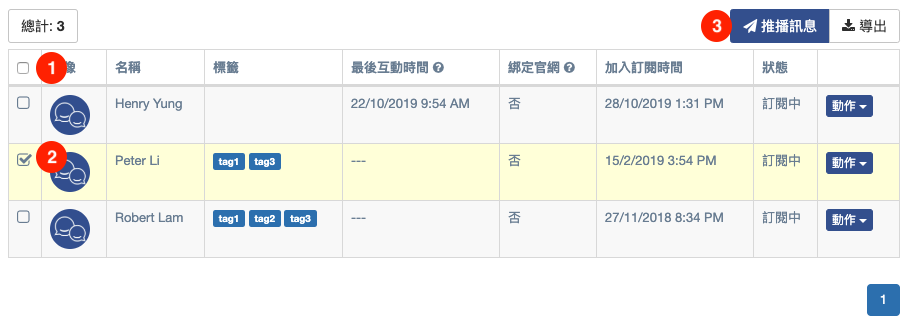 總計: 3
3 推播訊息 導出
1 像 名稱 標籤 最後互動時間 綁定官網 加入訂閱時間 狀態
Henry Yung 22/10/2019 9:54 AM 否 28/10/2019 1:31 PM 訂閱中 動作
2 Peter Li tag1 tag3 --- 否 15/2/2019 3:54 PM 訂閱中 動作
Robert Lam tag1 tag2 tag3 --- 否 27/11/2018 8:34 PM 訂閱中 動作
1